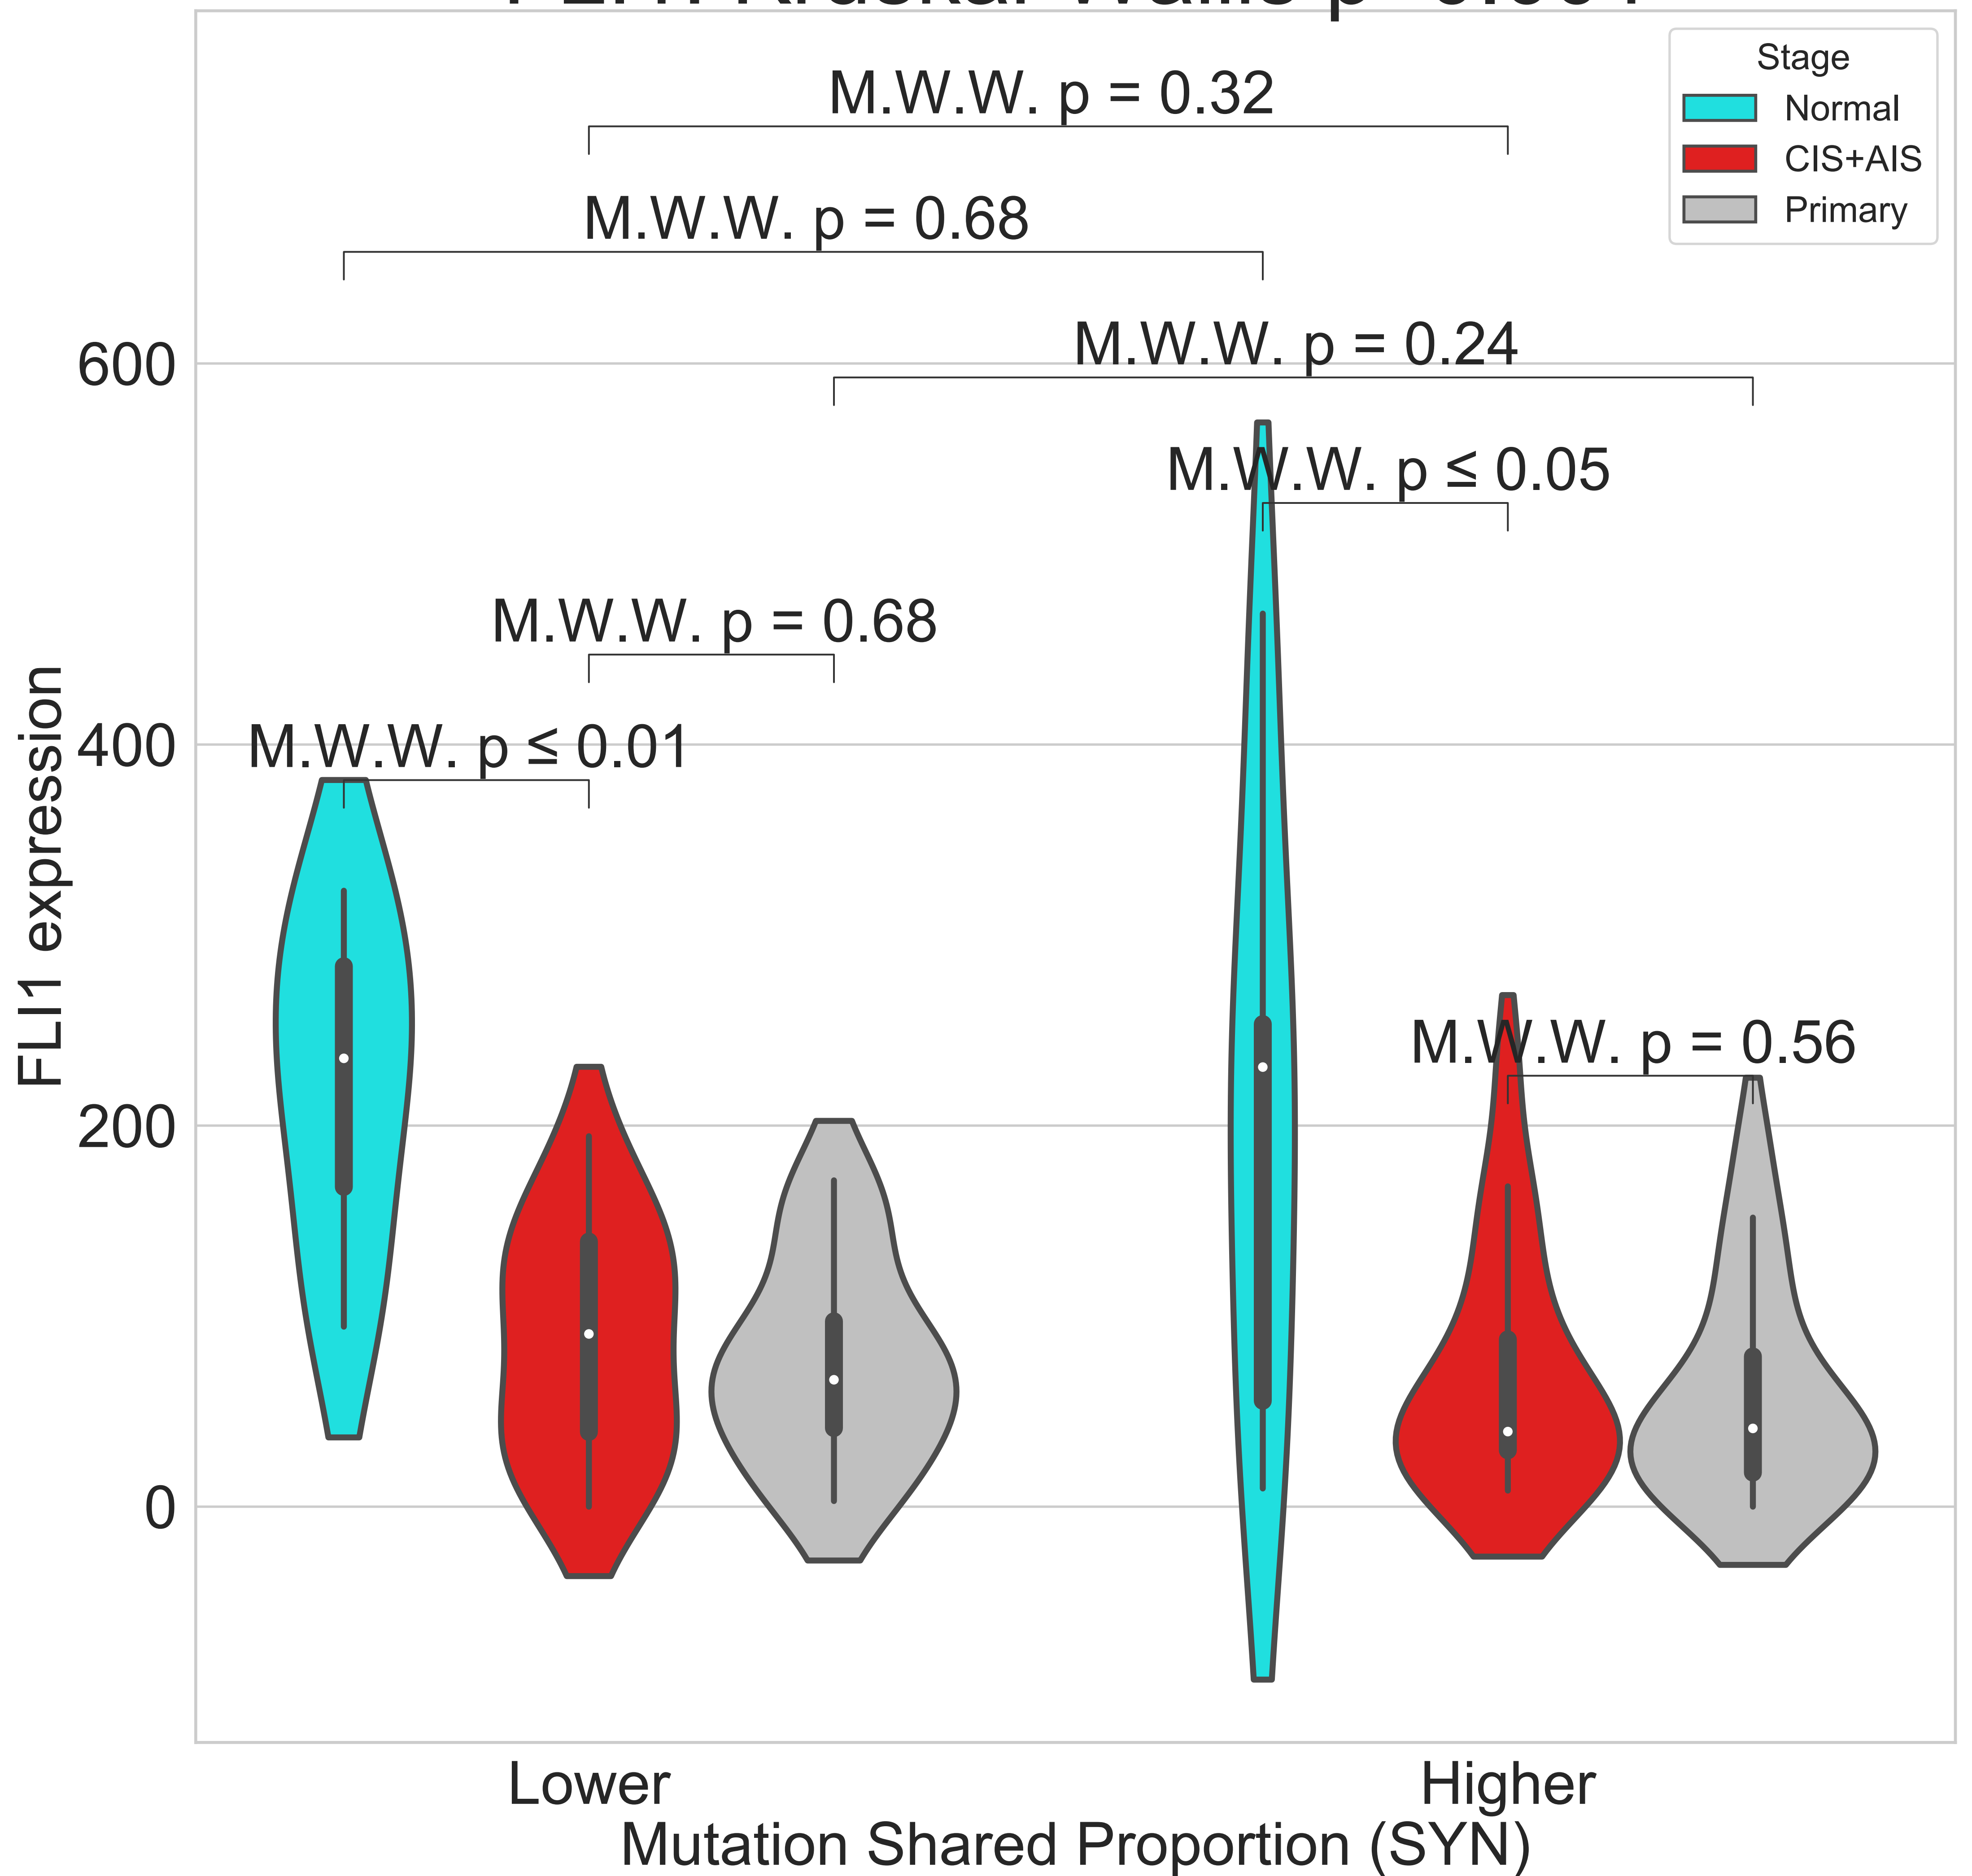 Stage
Normal
CIS+AIS
Primary
M.W.W. p = 0.32
M.W.W. p = 0.68
M.W.W. p = 0.24
M.W.W. p ≤ 0.05
M.W.W. p = 0.68
M.W.W. p ≤ 0.01
M.W.W. p = 0.56
600
400
200
0
FLI1 expression
Lower
Higher
Mutation Shared Proportion (SYN)